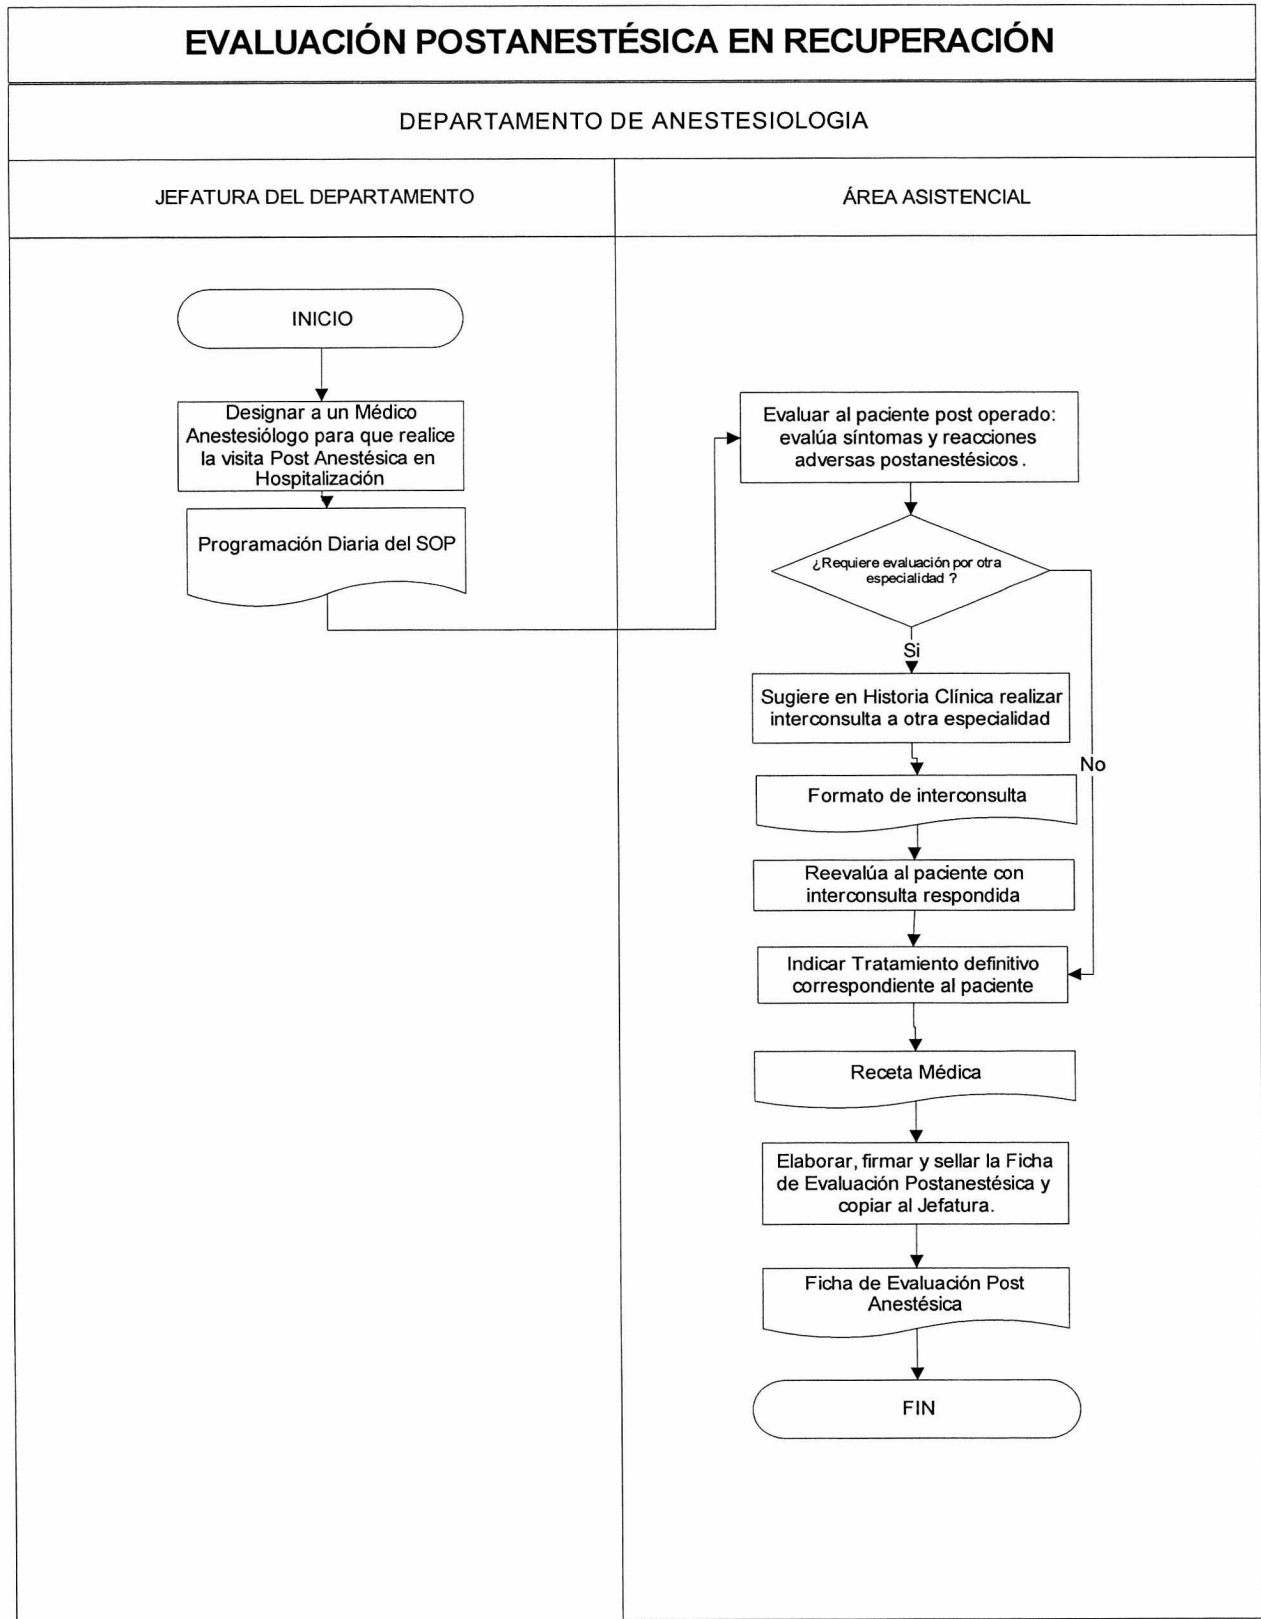 EVALUACIÓN POSTANESTÉSICA EN RECUPERACIÓN
DEPARTAMENTO DE ANESTESIOLOGIA
JEFATURA DEL DEPARTAMENTO
ÁREA ASISTENCIAL
INICIO
Designar a un Médico
Anestesiólogo para que realice
la visita Post Anestésica en
Hospitalización
Programación Diaria del SOP
Evaluar al paciente post operado:
evalúa síntomas y reacciones
adversas postanestésicos .
¿Requiere evaluación por otra
especialidad ?
Si
No
Sugiere en Historia Clínica realizar
interconsulta a otra especialidad
Formato de interconsulta
Reevalúa al paciente con
interconsulta respondida
Indicar Tratamiento definitivo
correspondiente al paciente
Receta Médica
Elaborar, firmar y sellar la Ficha
de Evaluación Postanestésica y
copiar al Jefatura.
Ficha de Evaluación Post
Anestésica
FIN